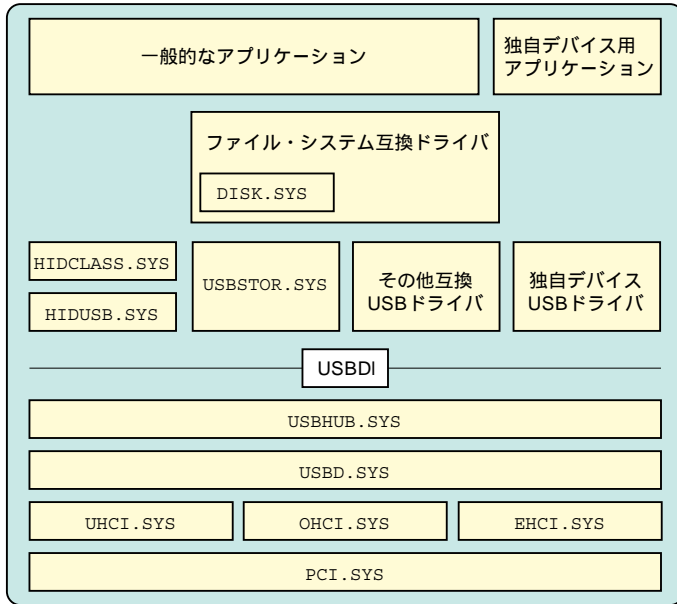 一般的なアプリケーション
独自デバイス用
アプリケーション
ファイル・システム互換ドライバ
DISK.SYS
HIDCLASS.SYS
HIDUSB.SYS
USBSTOR.SYS
その他互換
USBドライバ
独自デバイス
USBドライバ
USBDI
USBHUB.SYS
USBD.SYS
UHCI.SYS
OHCI.SYS
EHCI.SYS
PCI.SYS